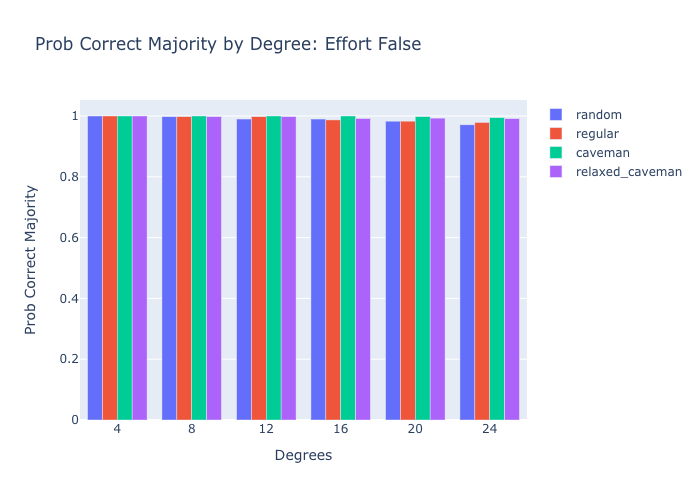 Prob Correct Majority by Degree: Effort False
Prob Correct Majority
1
0.8
0.6
0.4
0.2
0
4 8 12 16 20 24
Degrees
random
regular
caveman
relaxed_caveman